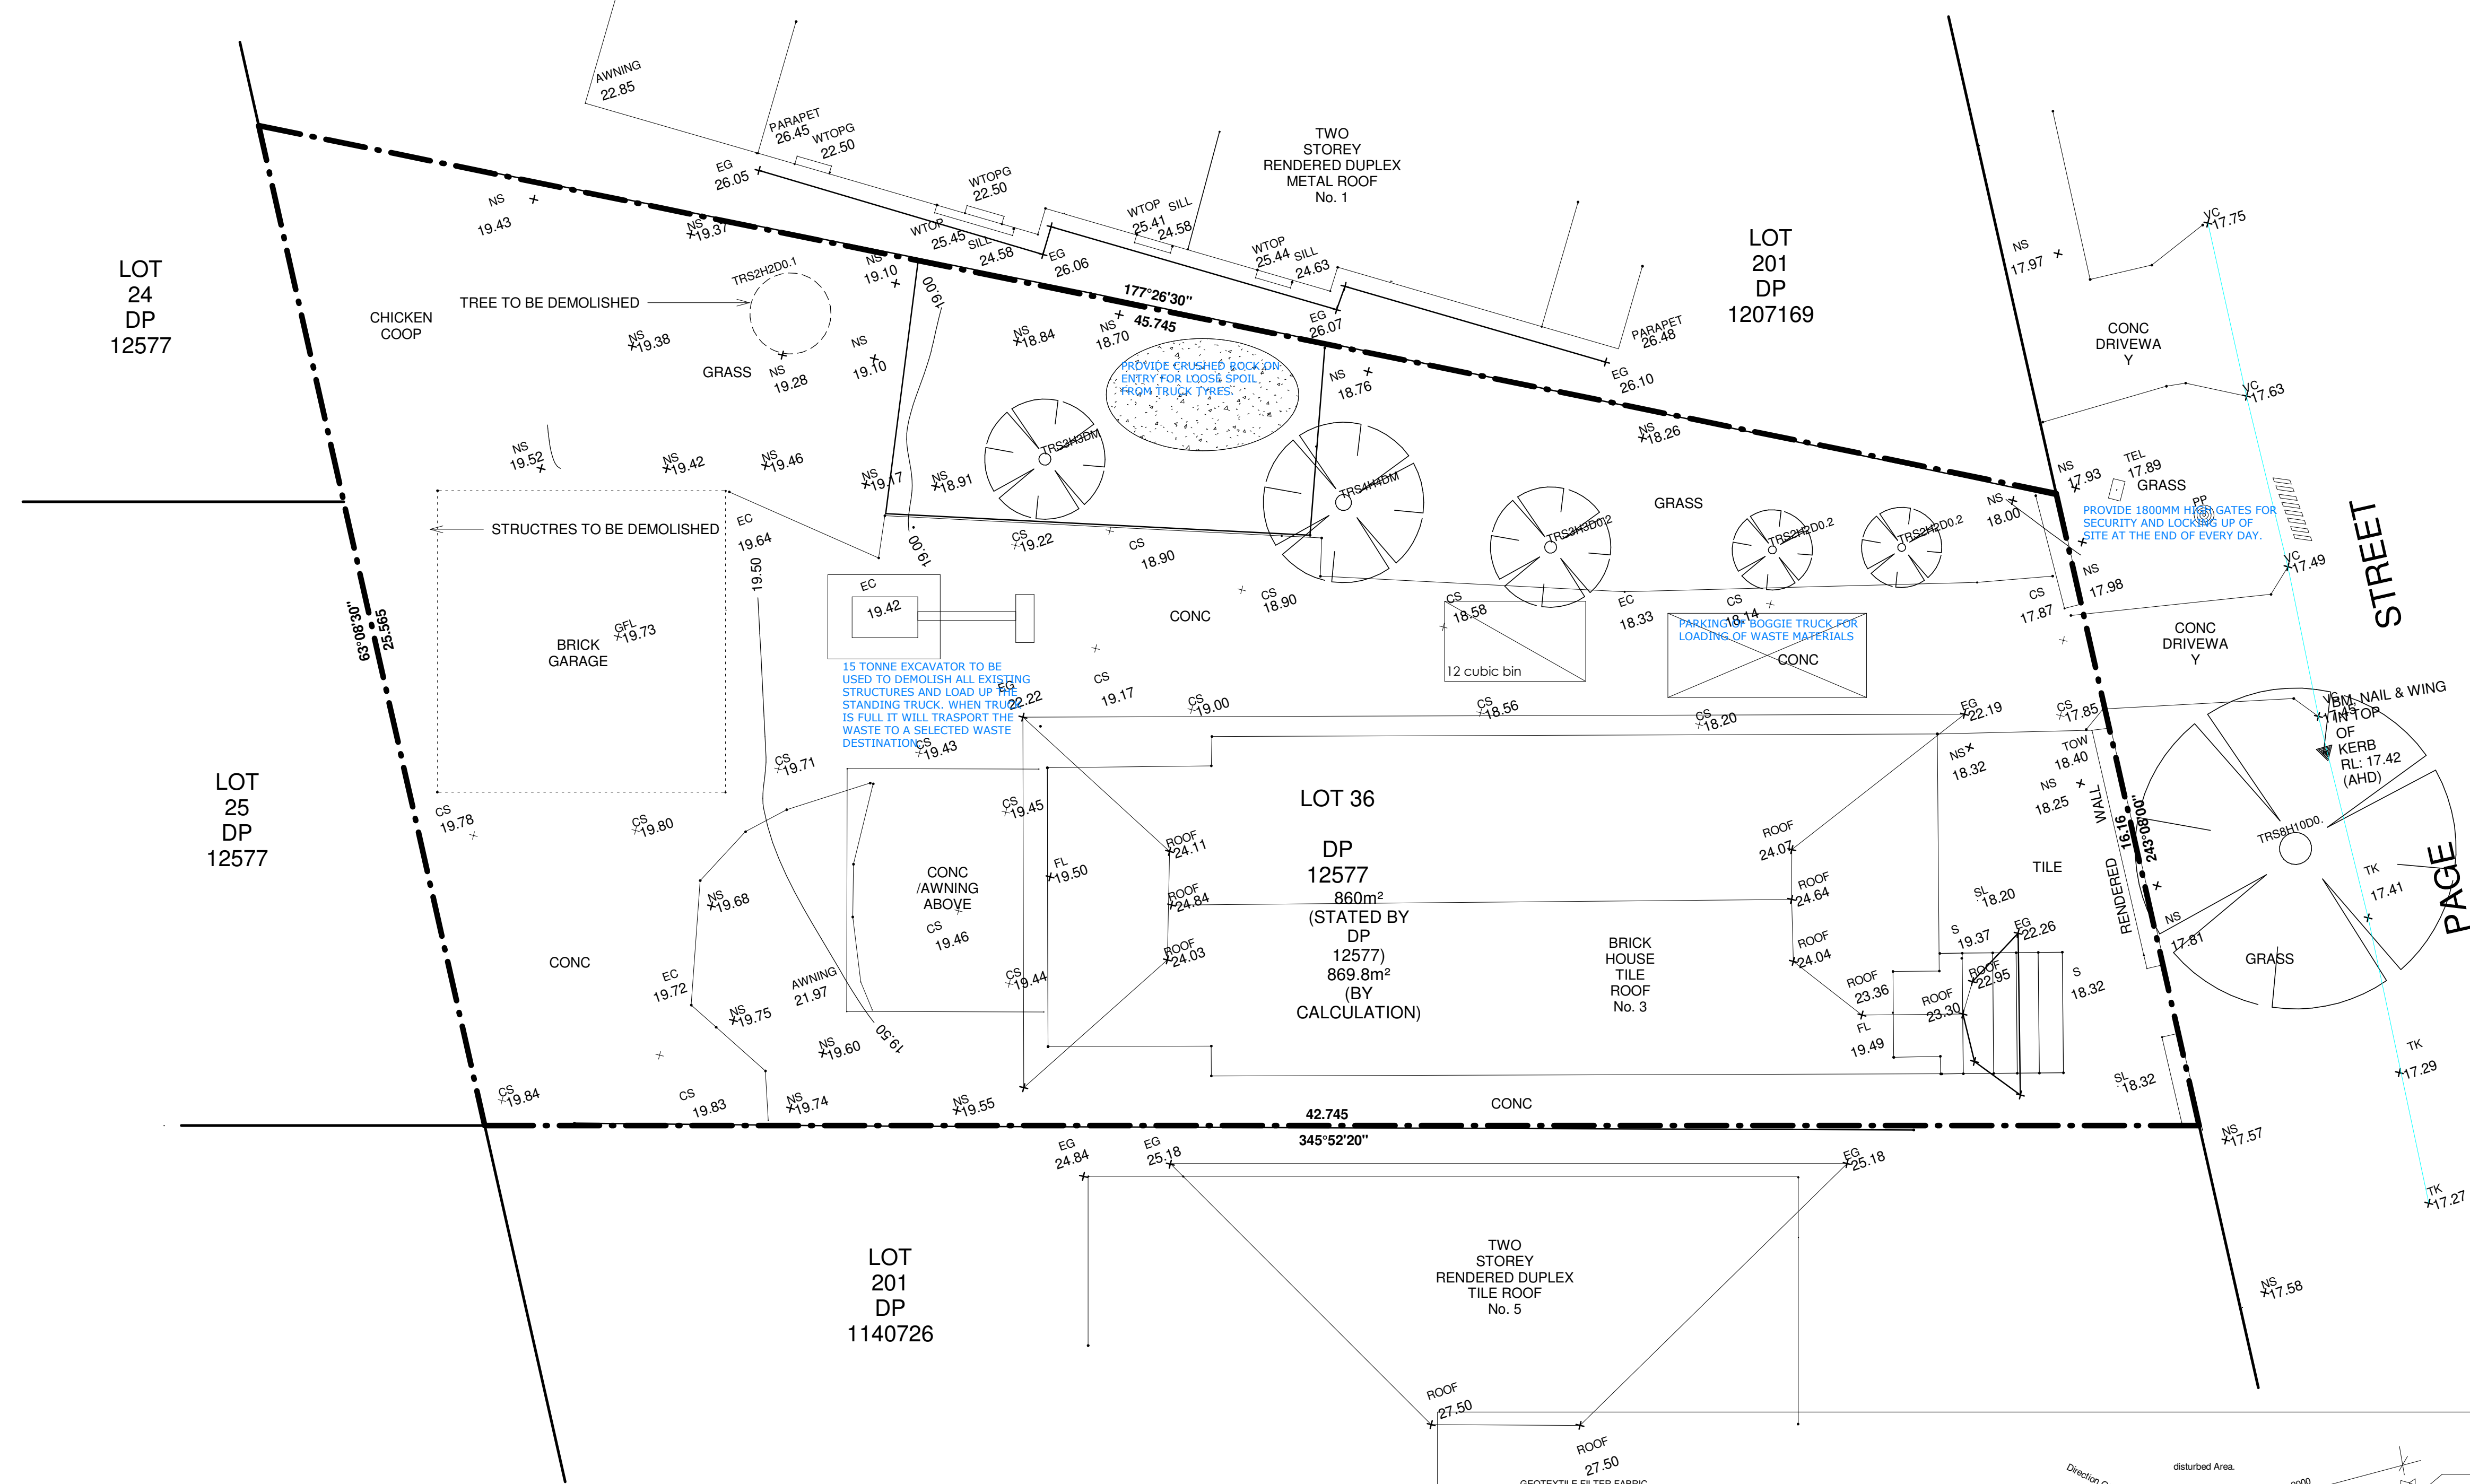 AWNING
22.85
PARAPET
26.45
WTOPG
22.50
EG
26.05
WTOPG
22.50
WTOP
25.45
SILL
24.58
EG
26.06
WTOP
25.41
SILL
24.58
WTOP
25.44
SILL
24.63
EG
26.07
PARAPET
26.48
EG
26.10
TWO
STOREY
RENDERED DUPLEX
METAL ROOF
No. 1
LOT
201
DP
1207169
LOT
24
DP
12577
NS
19.43
NS
19.37
NS
19.10
19.00
177°26'30"
45.745
TRS2H2D0.1
TREE TO BE DEMOLISHED
CHICKEN
COOP
NS
19.38
GRASS
NS
19.28
NS
19.10
NS
18.84
NS
18.70
PROVIDE CRUSHED ROCK ON
ENTRY FOR LOOSE SPOIL
FROM TRUCK TYRES.
NS
18.76
NS
18.26
NS
17.97
VC
17.75
CONC
DRIVEWA
Y
VC
17.63
NS
19.52
NS
19.42
NS
19.46
NS
19.17
NS
18.91
TRS3H3DM
TRS4H4DM
TRS3H3D0.2
TRS2H2D0.2
TRS2H2D0.2
GRASS
NS
18.00
NS
17.93
TEL
17.89
GRASS
PP
PROVIDE 1800MM HIGH GATES FOR
SECURITY AND LOCKING UP OF
SITE AT THE END OF EVERY DAY.
VC
17.49
STREET
STRUCTRES TO BE DEMOLISHED
EC
19.64
19.50
19.00
CS
19.22
CS
18.90
CS
18.90
EC
19.42
CONC
CS
18.58
12 cubic bin
EC
18.33
CS
18.14
PARKING OF BOGGIE TRUCK FOR
LOADING OF WASTE MATERIALS
CONC
CS
17.87
NS
17.98
CONC
DRIVEWA
Y
63°08'30"
25.565
GFL
19.73
BRICK
GARAGE
15 TONNE EXCAVATOR TO BE
USED TO DEMOLISH ALL EXISTING
STRUCTURES AND LOAD UP THE
STANDING TRUCK. WHEN TRUCK
IS FULL IT WILL TRASPORT THE
WASTE TO A SELECTED WASTE
DESTINATION.
EG
22.22
CS
19.17
CS
19.00
CS
18.56
CS
18.20
EG
22.19
CS
17.85
VC
17.45
BM. NAIL & WING
IN TOP
OF
KERB
RL: 17.42
(AHD)
CS
19.71
CS
19.43
NS
18.32
TOW
18.40
NS
18.25
LOT
25
DP
12577
CS
19.78
CS
19.80
CS
19.45
LOT 36
DP
12577
860m²
(STATED BY
DP
12577)
869.8m²
(BY
CALCULATION)
ROOF
24.11
ROOF
24.07
RENDERED WALL
16.16
243°08'00"
TRS8H10D0.
TK
17.41
PAGE
FL
19.50
CONC
/AWNING
ABOVE
ROOF
24.84
ROOF
24.64
TILE
SL
18.20
NS
19.68
CS
19.46
ROOF
24.03
BRICK
HOUSE
TILE
ROOF
No. 3
ROOF
24.04
S
19.37
EG
22.26
NS
17.81
GRASS
CONC
EC
19.72
AWNING
21.97
CS
19.44
ROOF
23.36
ROOF
22.95
ROOF
23.30
S
18.32
NS
19.75
19.50
NS
19.60
FL
19.49
TK
17.29
CS
19.84
CS
19.83
NS
19.74
NS
19.55
CONC
SL
18.32
42.745
345°52'20"
NS
17.57
EG
24.84
EG
25.18
EG
25.18
TK
17.27
LOT
201
DP
1140726
TWO
STOREY
RENDERED DUPLEX
TILE ROOF
No. 5
NS
17.58
ROOF
27.50
ROOF
27.50
GEOTEXTILE FILTER FABRIC
Direction
disturbed Area.